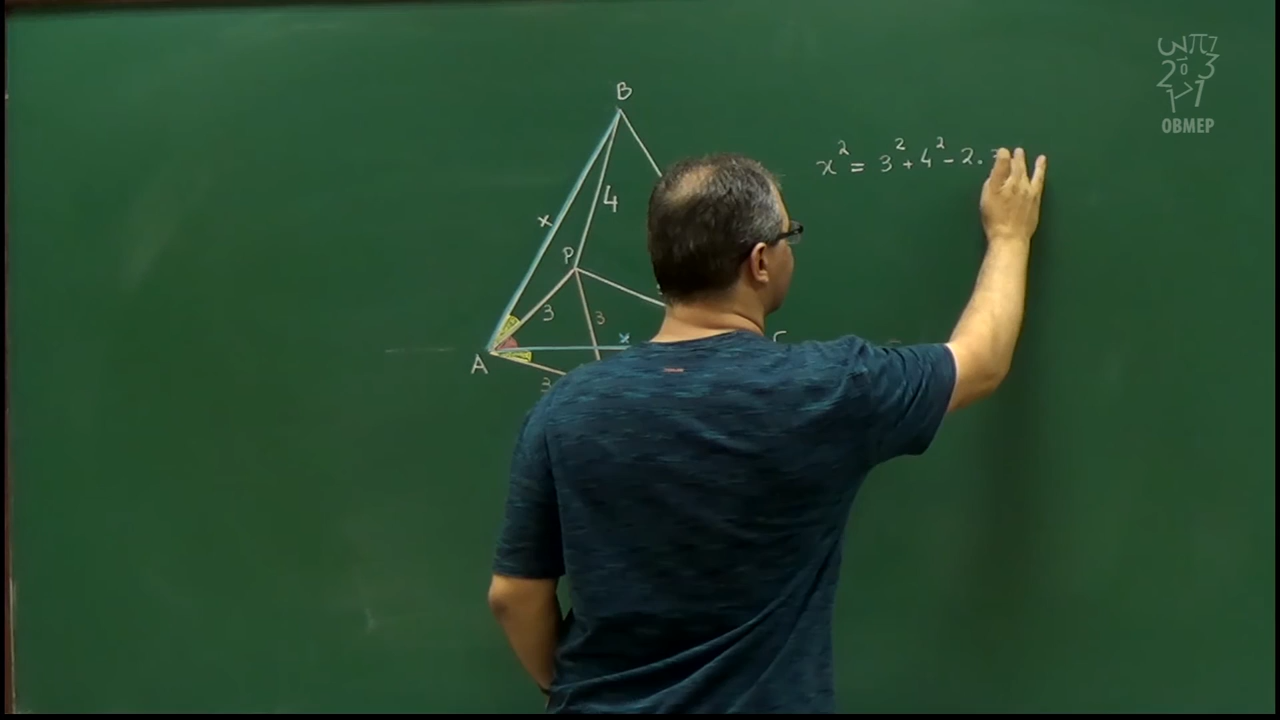 B
x² = 3² + 4² - 2 .
x
4
P
3
3
x
A
3
OBMEP